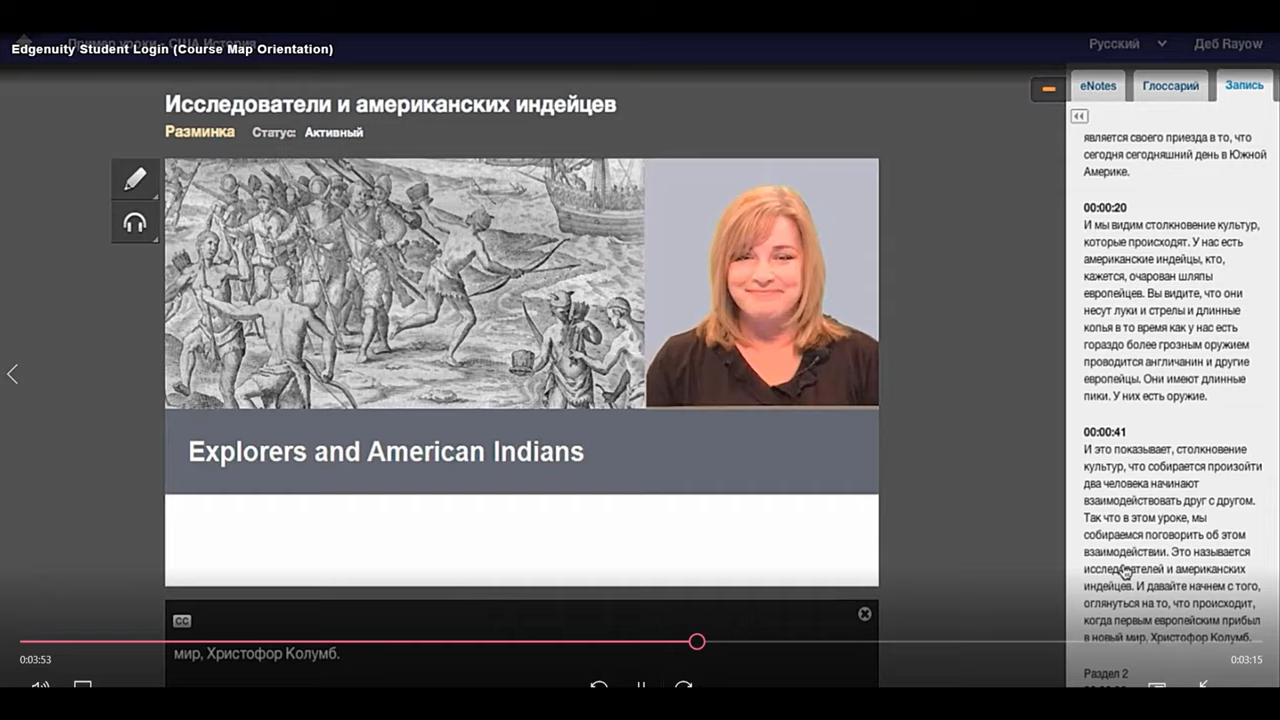 Edgenuity Student Login (Course Map Orientation)
Русский
Деб Rayow
Исследователи и американских индейцев
Разминка Статус: Активный
eNotes
Глоссарий
Запись
является своего приезда в то, что
сегодня сегодняшний день в Южной
Америке.
00:00:20
И мы видим столкновение культур,
которые происходят. У нас есть
американские индейцы, кто,
кажется, очарован шляпы
европейцев. Вы видите, что они
несут луки и стрелы и длинные
копья в то время как у нас есть
гораздо более грозным оружием
проводится англичанин и другие
европейцы. Они имеют длинные
пики. У них есть оружие.
00:00:41
И это показывает, столкновение
культур, что собирается произойти
два человека начинают
взаимодействовать друг с другом.
Так что в этом уроке, мы
собираемся поговорить об этом
взаимодействии. Это называется
исследователей и американских
индейцев. И давайте начнем с того,
оглянуться на то, что происходит,
когда первым европейским прибыл
в новый мир, Христофор Колумб.
Раздел 2
Explorers and American Indians
CC
мир, Христофор Колумб.
0:03:53
0:03:15